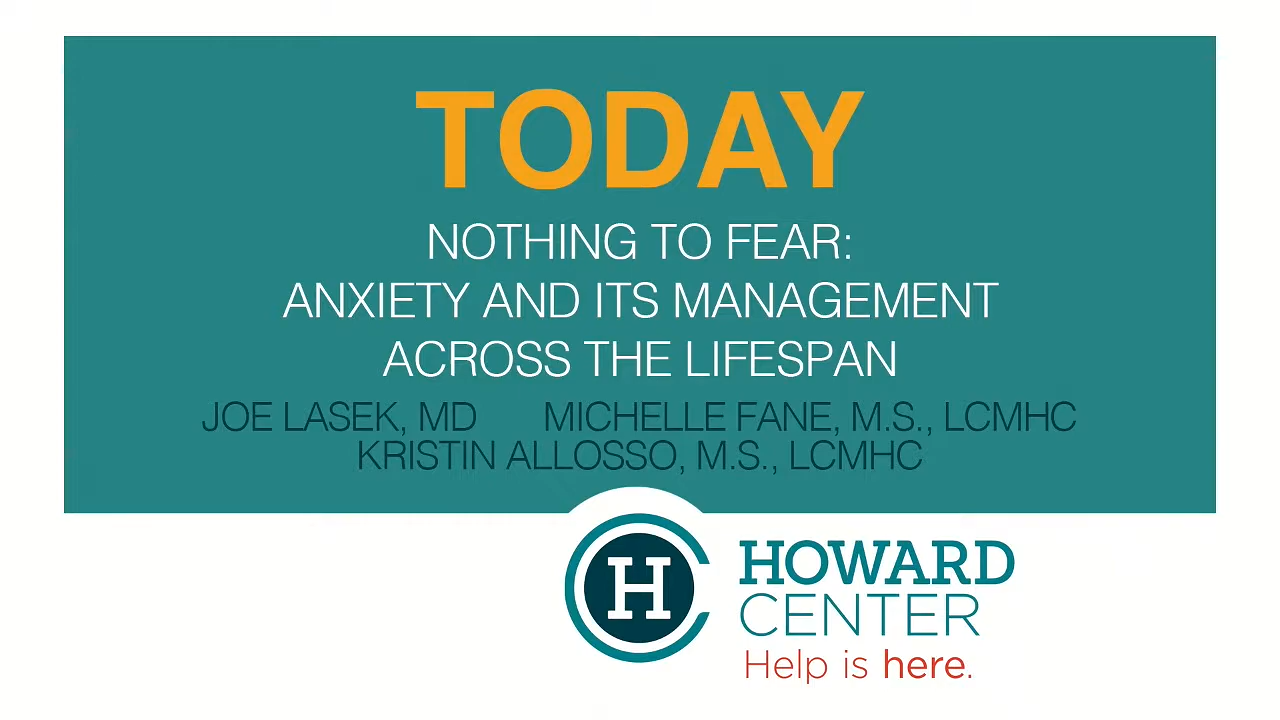 TODAY
NOTHING TO FEAR:
ANXIETY AND ITS MANAGEMENT
ACROSS THE LIFESPAN
JOE LASEK, MD MICHELLE FANE, M.S., LCMHC
KRISTIN ALLOSSO, M.S., LCMHC
H
HOWARD
CENTER
Help is here.